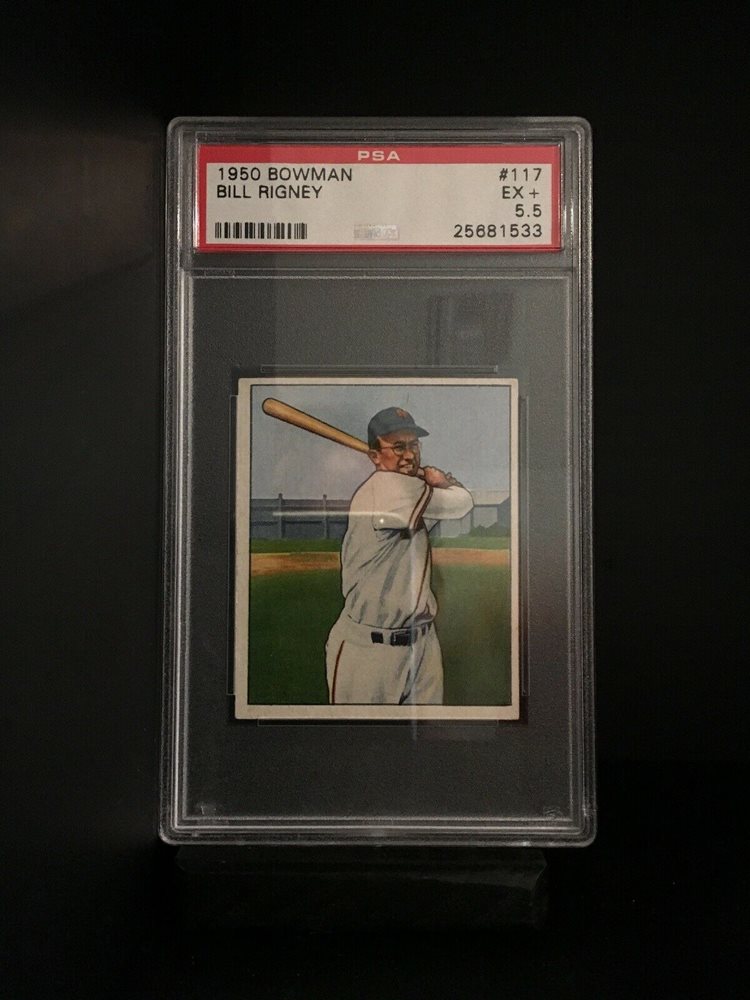 PSA
1950 BOWMAN #117
BILL RIGNEY EX +
5.5
25681533